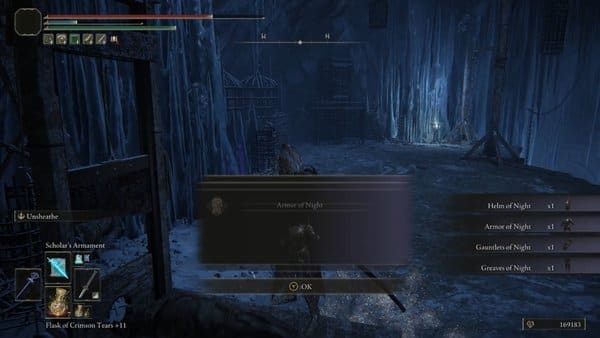 W N
Armor of Night
Helm of Night x1
Armor of Night x1
Gauntlets of Night x1
Greaves of Night x1
Unsheathe
Scholar's Armament
Y:OK
Flask of Crimson Tears +11
169183